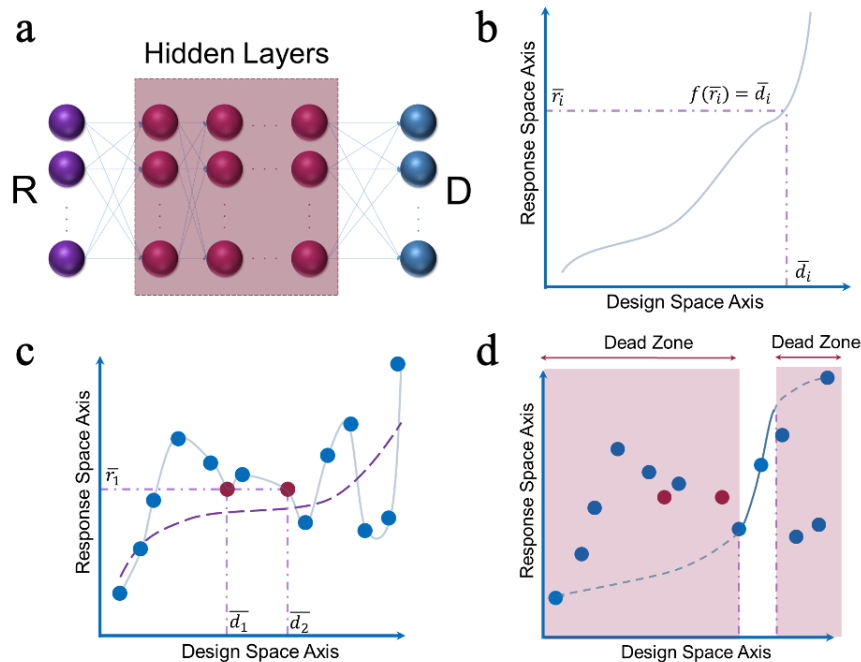 a
Hidden Layers
R
D
b
Response Space Axis
r̅ᵢ
f(r̅ᵢ) = d̅ᵢ
d̅ᵢ
Design Space Axis
c
Response Space Axis
r̅₁
d̅₁
d̅₂
Design Space Axis
d
Dead Zone
Dead Zone
Response Space Axis
Design Space Axis